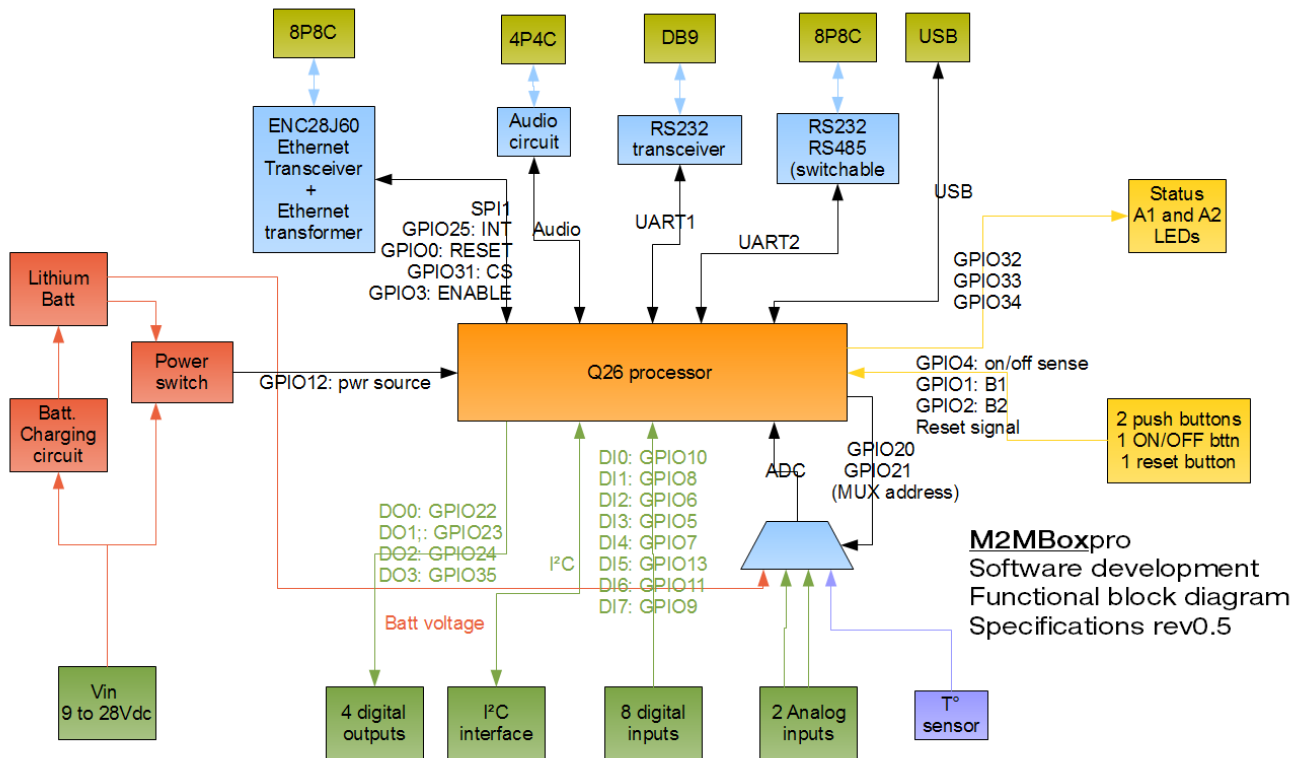 8P8C
4P4C
DB9
8P8C
USB
ENC28J60
Ethernet
Transceiver
+
Ethernet
transformer
Audio
circuit
RS232
transceiver
RS232
RS485
(switchable
Status
A1 and A2
LEDs
SPI1
GPIO25: INT
GPIO0: RESET
GPIO31: CS
GPIO3: ENABLE
Audio
UART1
UART2
USB
GPIO32
GPIO33
GPIO34
Lithium
Batt
Power
switch
GPIO12: pwr source
Q26 processor
GPIO4: on/off sense
GPIO1: B1
GPIO2: B2
Reset signal
2 push buttons
1 ON/OFF bttn
1 reset button
Batt.
Charging
circuit
DO0: GPIO22
DO1;: GPIO23
DO2: GPIO24
DO3: GPIO35
I²C
DI0: GPIO10
DI1: GPIO8
DI2: GPIO6
DI3: GPIO5
DI4: GPIO7
DI5: GPIO13
DI6: GPIO11
DI7: GPIO9
ADC
GPIO20
GPIO21
(MUX address)
Batt voltage
M2MBoxpro
Software development
Functional block diagram
Specifications rev0.5
Vin
9 to 28Vdc
4 digital
outputs
I²C
interface
8 digital
inputs
2 Analog
inputs
T°
sensor